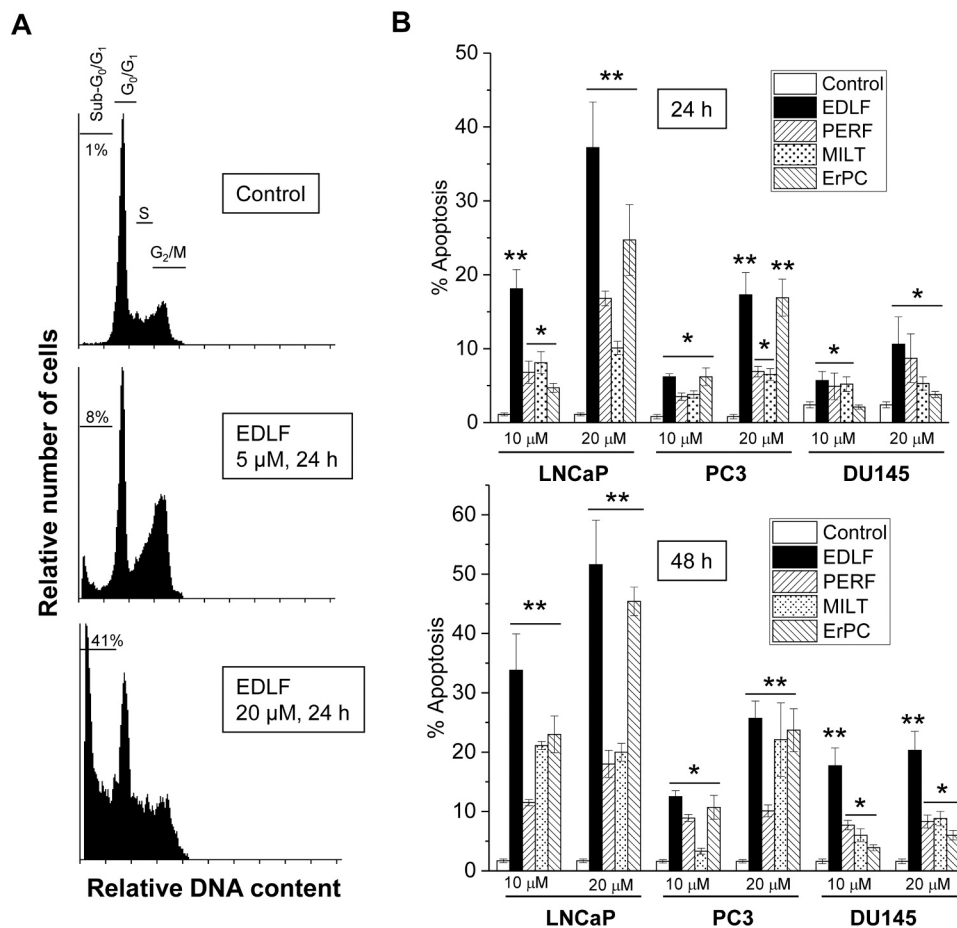 A
Sub-G0/G1
G0/G1
1%
Control
S
G2/M
8%
EDLF
5 µM, 24 h
41%
EDLF
20 µM, 24 h
Relative number of cells
Relative DNA content
B
50
40
30
20
10
0
% Apoptosis
24 h
Control
EDLF
PERF
MILT
ErPC
**
*
**
*
**
*
**
*
*
10 µM
20 µM
10 µM
20 µM
10 µM
20 µM
LNCaP
PC3
DU145
60
50
40
30
20
10
0
% Apoptosis
48 h
Control
EDLF
PERF
MILT
ErPC
**
**
*
**
**
*
**
*
10 µM
20 µM
10 µM
20 µM
10 µM
20 µM
LNCaP
PC3
DU145